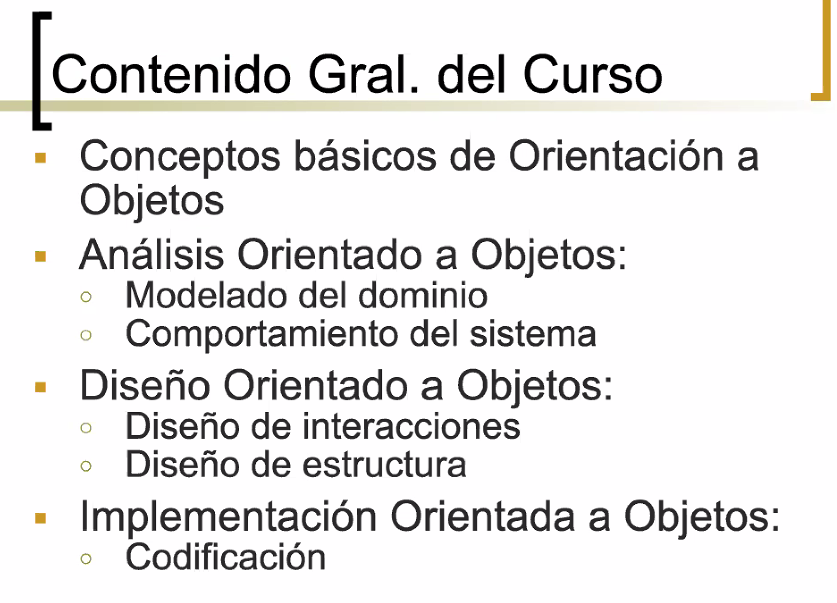 Contenido Gral. del Curso
Conceptos básicos de Orientación a
Objetos
Análisis Orientado a Objetos:
Modelado del dominio
Comportamiento del sistema
Diseño Orientado a Objetos:
Diseño de interacciones
Diseño de estructura
Implementación Orientada a Objetos:
Codificación